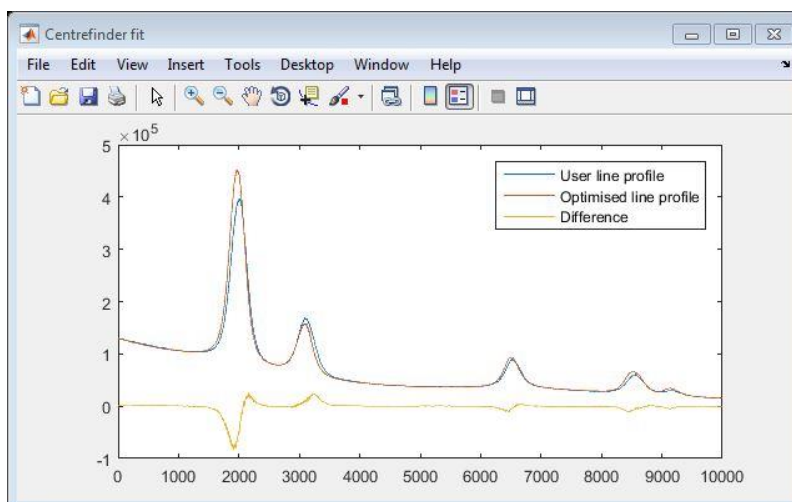 Centrefinder fit
File Edit View Insert Tools Desktop Window Help
×10^5
5
4
3
2
1
0
-1
0 1000 2000 3000 4000 5000 6000 7000 8000 9000 10000
User line profile
Optimised line profile
Difference